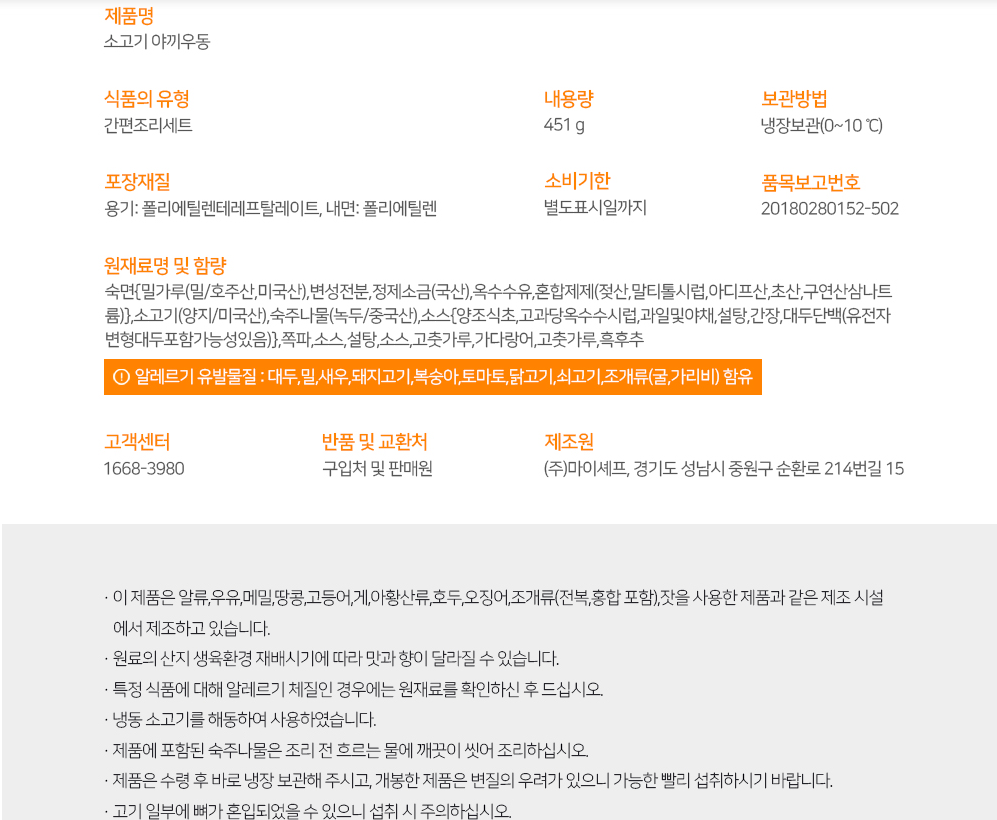 제품명
소고기 야끼우동
식품의 유형
간편조리세트
내용량
451 g
보관방법
냉장보관(0~10 ℃)
포장재질
용기: 폴리에틸렌테레프탈레이트, 내면: 폴리에틸렌
소비기한
별도표시일까지
품목보고번호
20180280152-502
원재료명 및 함량
숙면{밀가루(밀/호주산,미국산),변성전분,정제소금(국산),옥수수유,혼합제제(젖산,말티톨시럽,아디프산,초산,구연산삼나트
륨)},소고기(양지/미국산),숙주나물(녹두/중국산),소스{양조식초,고과당옥수수시럽,과일및야채,설탕,간장,대두단백(유전자
변형대두포함가능성있음)},쪽파,소스,설탕,소스,고춧가루,가다랑어,고춧가루,흑후추
알레르기 유발물질 : 대두,밀,새우,돼지고기,복숭아,토마토,닭고기,쇠고기,조개류(굴,가리비) 함유
고객센터
1668-3980
반품 및 교환처
구입처 및 판매원
제조원
(주)마이셰프, 경기도 성남시 중원구 순환로 214번길 15
· 이 제품은 알류,우유,메밀,땅콩,고등어,게,아황산류,호두,오징어,조개류(전복,홍합 포함),잣을 사용한 제품과 같은 제조 시설
에서 제조하고 있습니다.
· 원료의 산지 생육환경 재배시기에 따라 맛과 향이 달라질 수 있습니다.
· 특정 식품에 대해 알레르기 체질인 경우에는 원재료를 확인하신 후 드십시오.
· 냉동 소고기를 해동하여 사용하였습니다.
· 제품에 포함된 숙주나물은 조리 전 흐르는 물에 깨끗이 씻어 조리하십시오.
· 제품은 수령 후 바로 냉장 보관해 주시고, 개봉한 제품은 변질의 우려가 있으니 가능한 빨리 섭취하시기 바랍니다.
· 고기 일부에 뼈가 혼입되었을 수 있으니 섭취 시 주의하십시오.